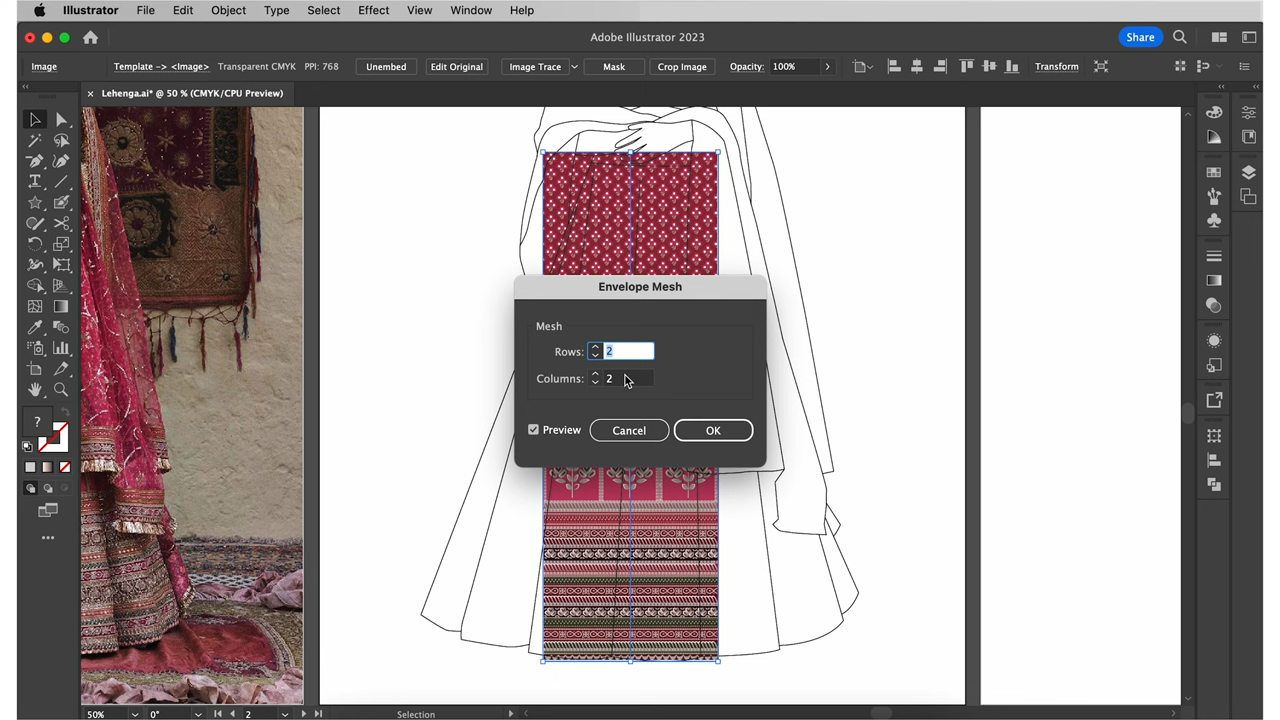 Illustrator File Edit Object Type Select Effect View Window Help
Adobe Illustrator 2023
Share
Image Template -> <Image> Transparent CMYK PPI: 768 Unembed Edit Original Image Trace Mask Crop Image Opacity: 100% Transform
× Lehenga.ai* @ 50 % (CMYK/CPU Preview)
Envelope Mesh
Mesh
Rows: 2
Columns: 2
Preview Cancel OK
?
50% 0° 2 Selection